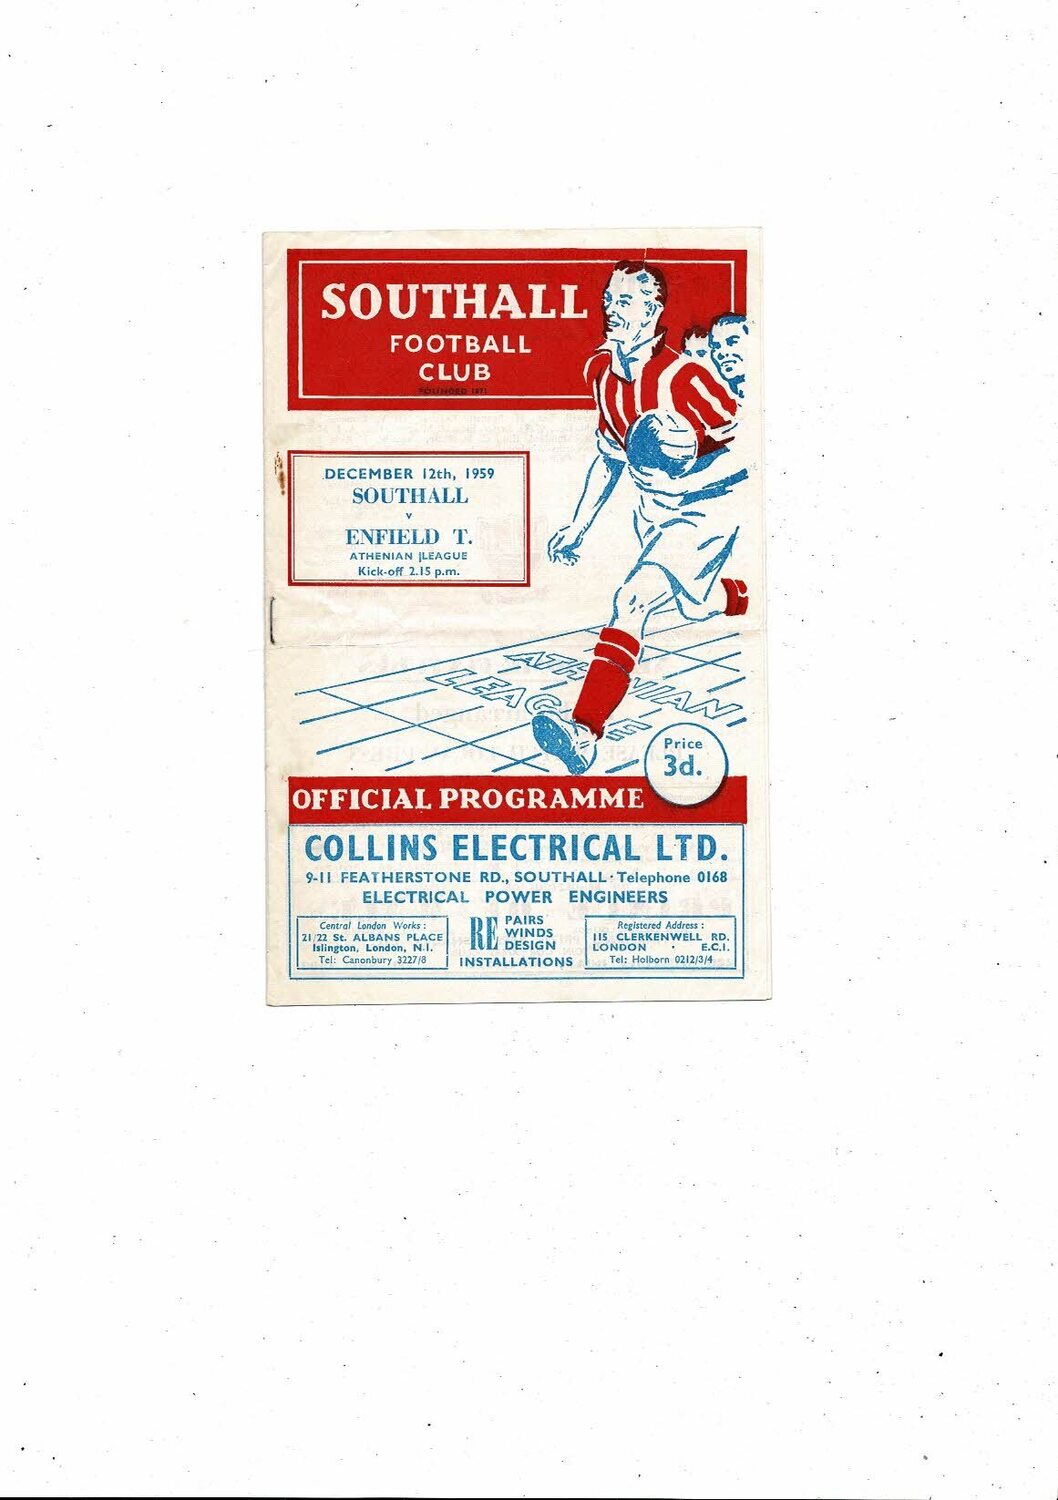 SOUTHALL
FOOTBALL
CLUB
FOUNDED 1871
DECEMBER 12th, 1959
SOUTHALL
v
ENFIELD T.
ATHENIAN LEAGUE
Kick-off 2.15 p.m.
ATHENIAN
LEAGUE
Price
3d.
OFFICIAL PROGRAMME
COLLINS ELECTRICAL LTD.
9-11 FEATHERSTONE RD., SOUTHALL · Telephone 0168
ELECTRICAL POWER ENGINEERS
Central London Works :
21/22 St. ALBANS PLACE
Islington, London, N.I.
Tel: Canonbury 3227/8
RE PAIRS
WINDS
DESIGN
INSTALLATIONS
Registered Address :
115 CLERKENWELL RD.
LONDON · E.C.I.
Tel: Holborn 0212/3/4